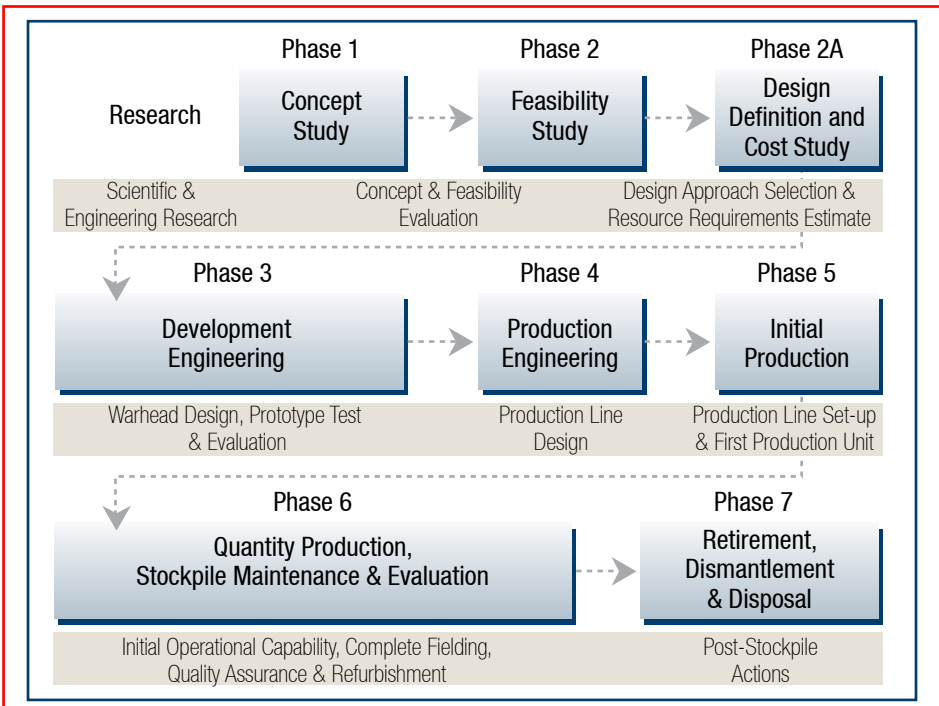 Phase 1
Phase 2
Phase 2A
Research
Concept
Study
Feasibility
Study
Design
Definition and
Cost Study
Scientific &
Engineering Research
Concept & Feasibility
Evaluation
Design Approach Selection &
Resource Requirements Estimate
Phase 3
Phase 4
Phase 5
Development
Engineering
Production
Engineering
Initial
Production
Warhead Design, Prototype Test
& Evaluation
Production Line
Design
Production Line Set-up
& First Production Unit
Phase 6
Phase 7
Quantity Production,
Stockpile Maintenance & Evaluation
Retirement,
Dismantlement
& Disposal
Initial Operational Capability, Complete Fielding,
Quality Assurance & Refurbishment
Post-Stockpile
Actions